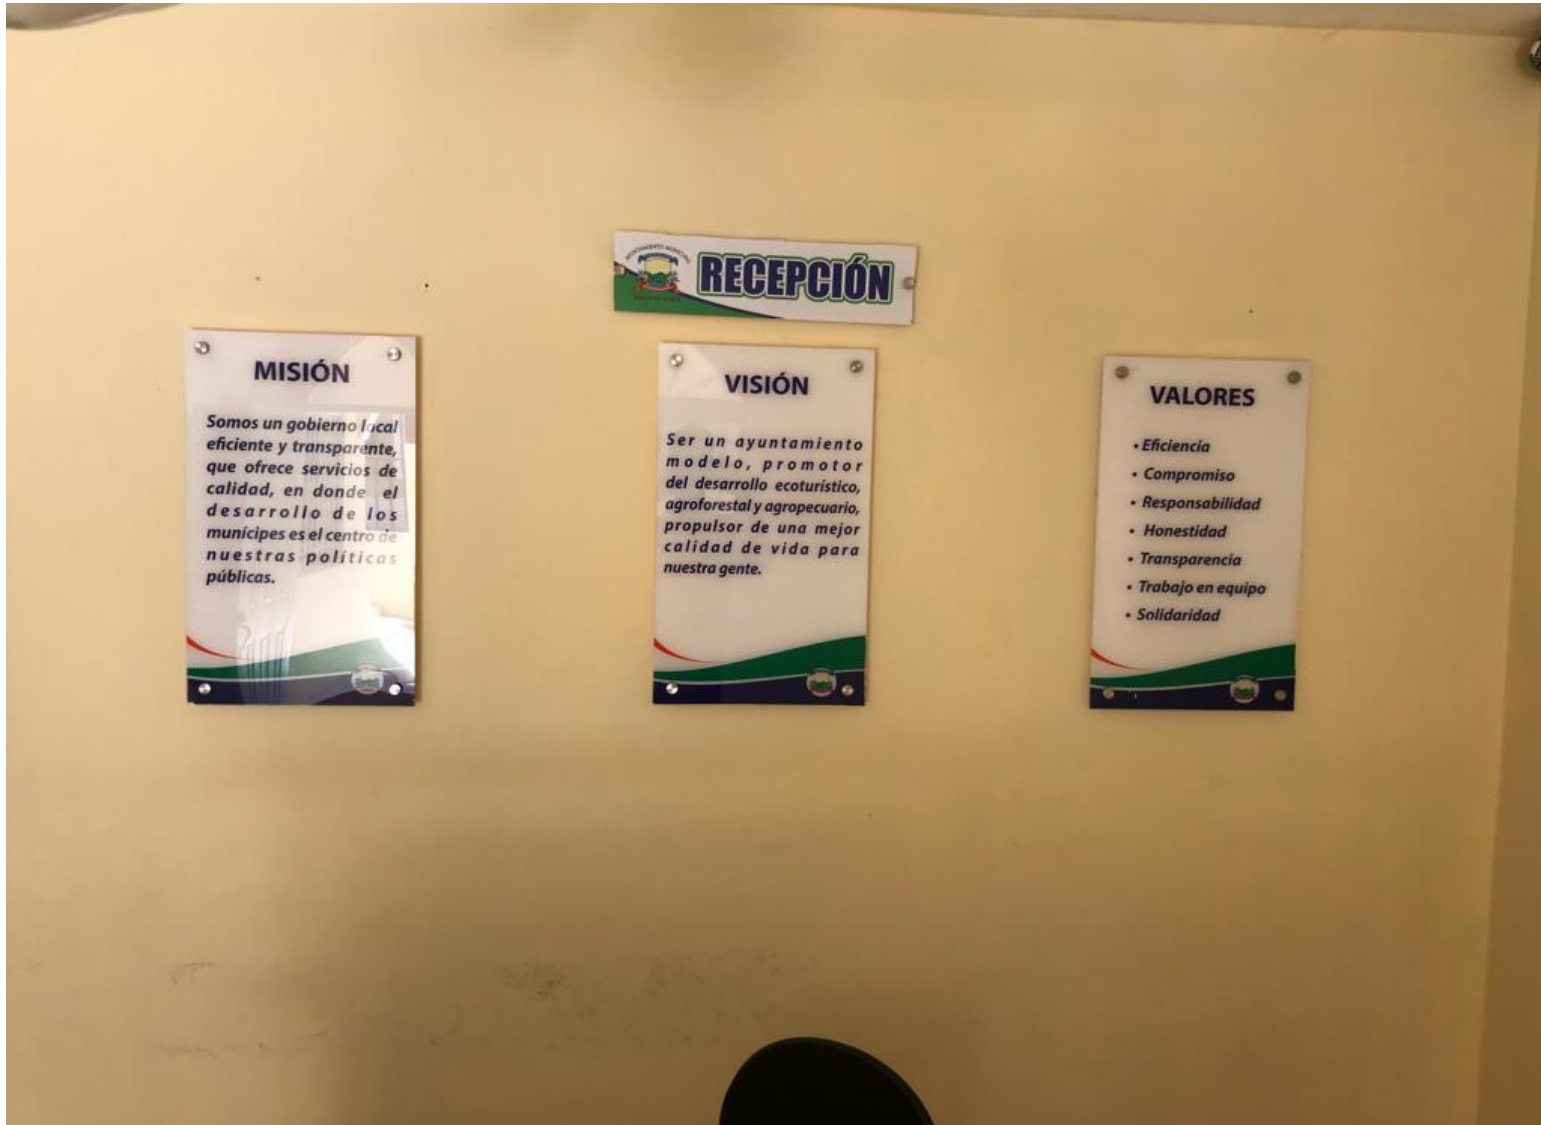 AYUNTAMIENTO MUNICIPAL
RECEPCIÓN
MISIÓN
Somos un gobierno local
eficiente y transparente,
que ofrece servicios de
calidad, en donde el
desarrollo de los
munícipes es el centro de
nuestras políticas
públicas.
VISIÓN
Ser un ayuntamiento
modelo, promotor
del desarrollo ecoturístico,
agroforestal y agropecuario,
propulsor de una mejor
calidad de vida para
nuestra gente.
VALORES
• Eficiencia
• Compromiso
• Responsabilidad
• Honestidad
• Transparencia
• Trabajo en equipo
• Solidaridad